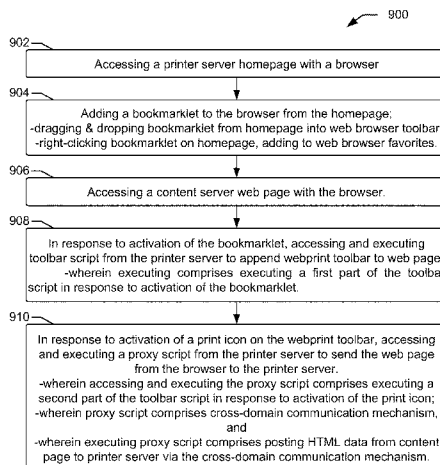 900
902
Accessing a printer server homepage with a browser
904
Adding a bookmarklet to the browser from the homepage;
-dragging & dropping bookmarklet from homepage into web browser toolbar
-right-clicking bookmarklet on homepage, adding to web browser favorites.
906
Accessing a content server web page with the browser.
908
In response to activation of the bookmarklet, accessing and executing
toolbar script from the printer server to append webprint toolbar to web page
-wherein executing comprises executing a first part of the toolba
script in response to activation of the bookmarklet.
910
In response to activation of a print icon on the webprint toolbar, accessing
and executing a proxy script from the printer server to send the web page
from the browser to the printer server.
-wherein accessing and executing the proxy script comprises executing a
second part of the toolbar script in response to activation of the print icon;
-wherein proxy script comprises cross-domain communication mechanism,
and
-wherein executing proxy script comprises posting HTML data from content
page to printer server via the cross-domain communication mechanism.